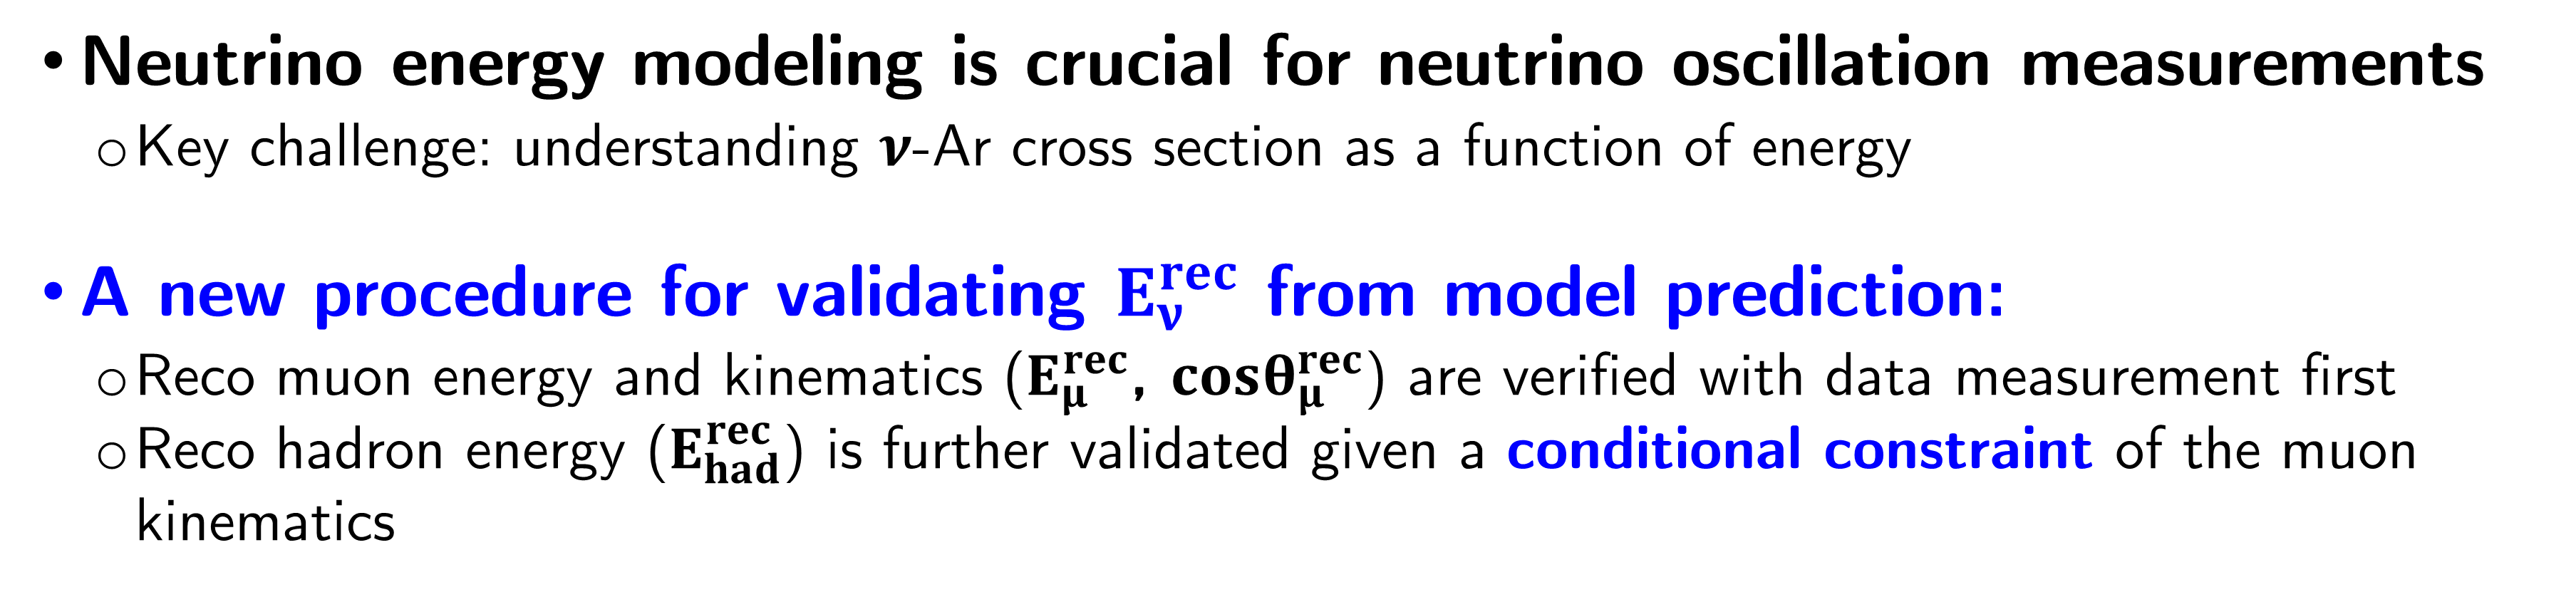 • Neutrino energy modeling is crucial for neutrino oscillation measurements
○ Key challenge: understanding ν-Ar cross section as a function of energy
• A new procedure for validating E_ν^rec from model prediction:
○ Reco muon energy and kinematics (E_μ^rec, cosθ_μ^rec) are verified with data measurement first
○ Reco hadron energy (E_had^rec) is further validated given a conditional constraint of the muon
kinematics